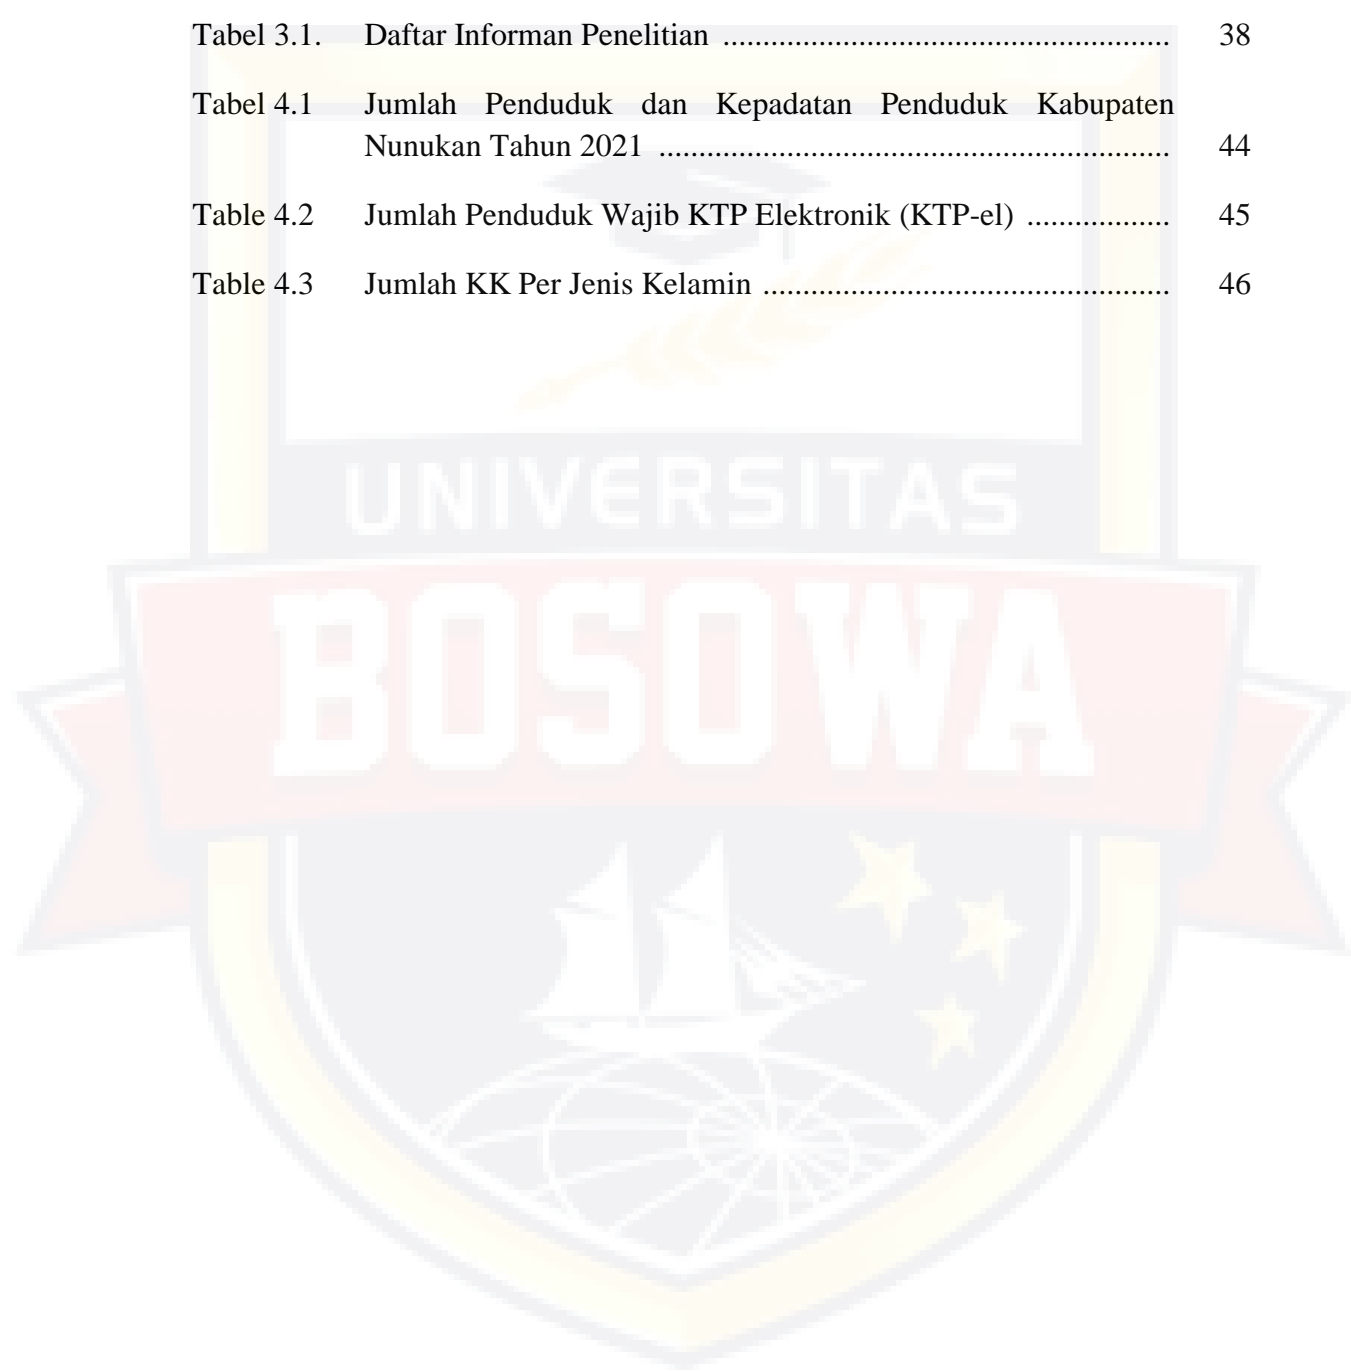 Tabel 3.1. Daftar Informan Penelitian ........................................................ 38
Tabel 4.1 Jumlah Penduduk dan Kepadatan Penduduk Kabupaten
Nunukan Tahun 2021 ................................................................ 44
Table 4.2 Jumlah Penduduk Wajib KTP Elektronik (KTP-el) .................. 45
Table 4.3 Jumlah KK Per Jenis Kelamin ................................................... 46
UNIVERSITAS
BOSOWA